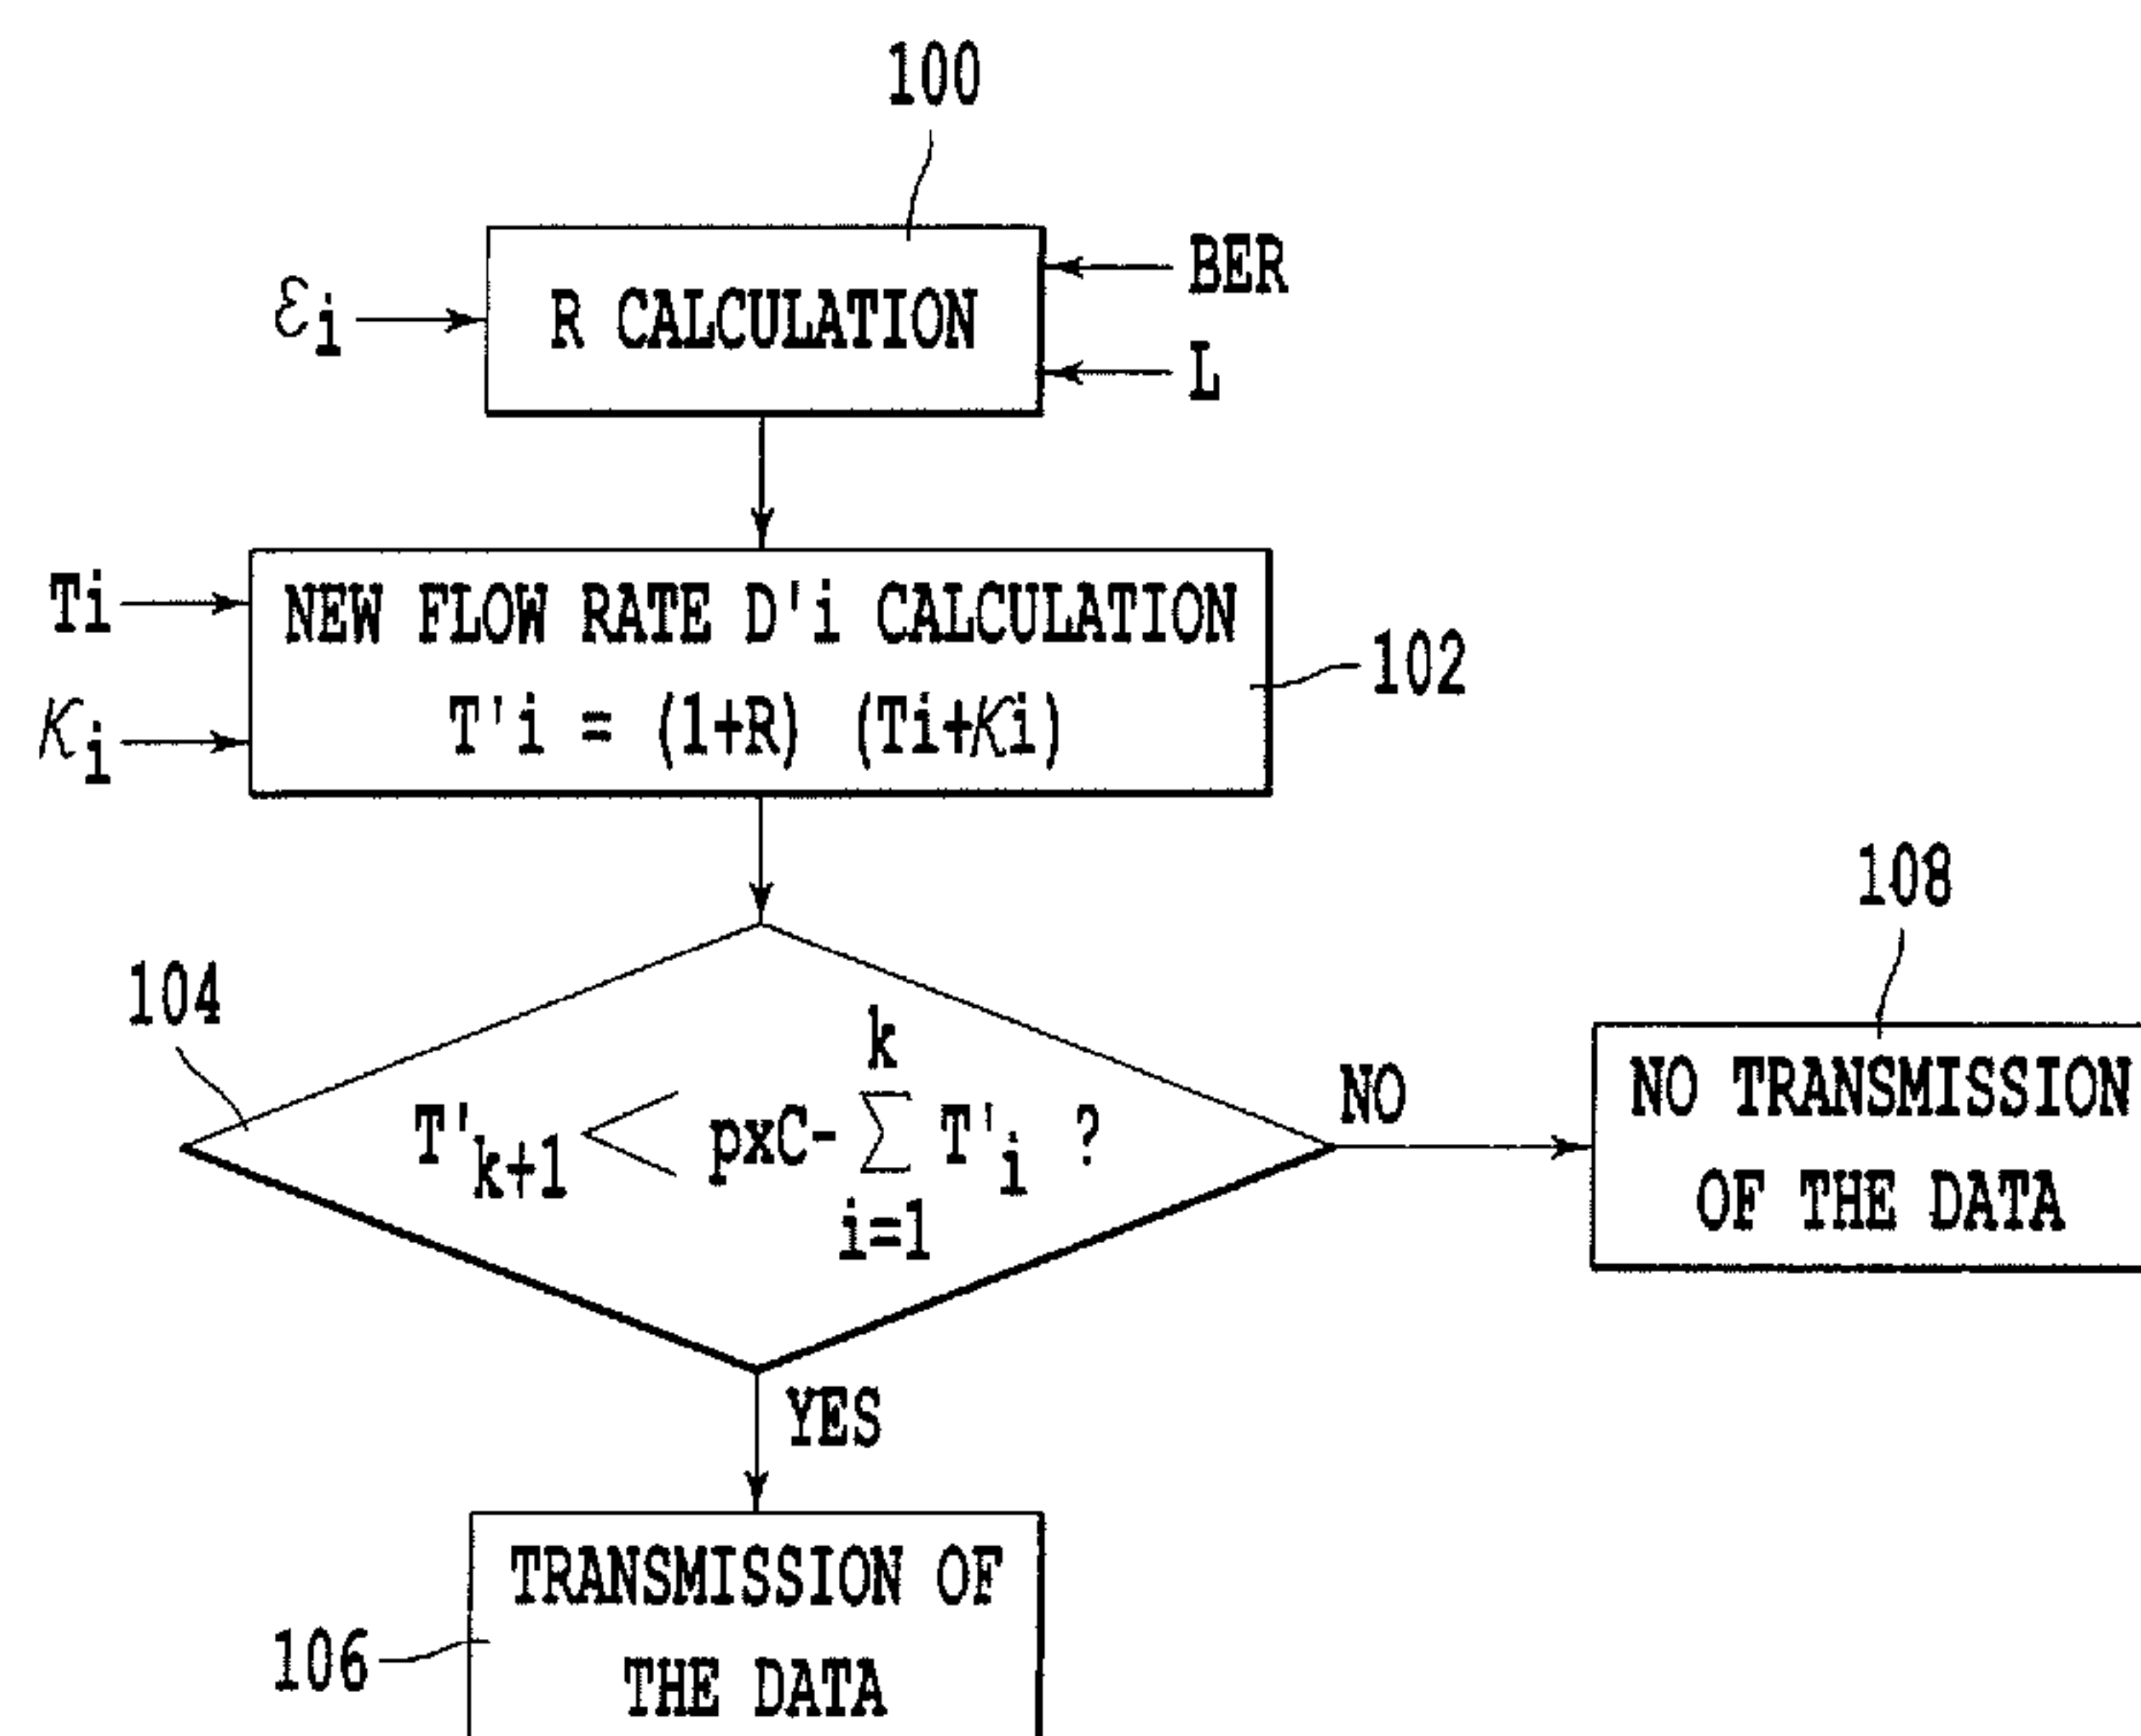 100
εi
R CALCULATION
BER
L
Ti
Ki
NEW FLOW RATE D'i CALCULATION
T'i = (1+R) (Ti+Ki)
102
104
k
T'k+1 < pxC- ∑ T'i ?
i=1
NO
108
NO TRANSMISSION
OF THE DATA
YES
TRANSMISSION OF
THE DATA
106